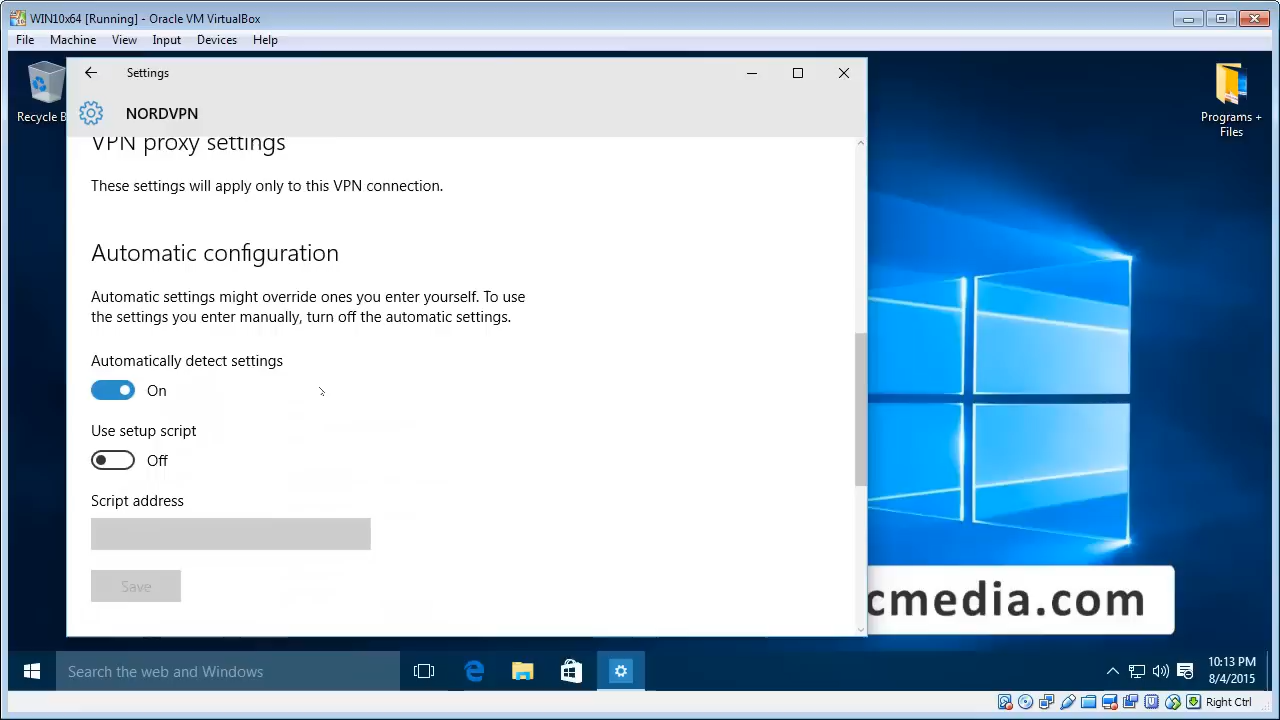 WIN10x64 [Running] - Oracle VM VirtualBox
File Machine View Input Devices Help
Settings
NORDVPN
VPN proxy settings
These settings will apply only to this VPN connection.
Automatic configuration
Automatic settings might override ones you enter yourself. To use
the settings you enter manually, turn off the automatic settings.
Automatically detect settings
On
Use setup script
Off
Script address
Save
Recycle B
Programs +
Files
cmedia.com
Search the web and Windows
10:13 PM
8/4/2015
Right Ctrl